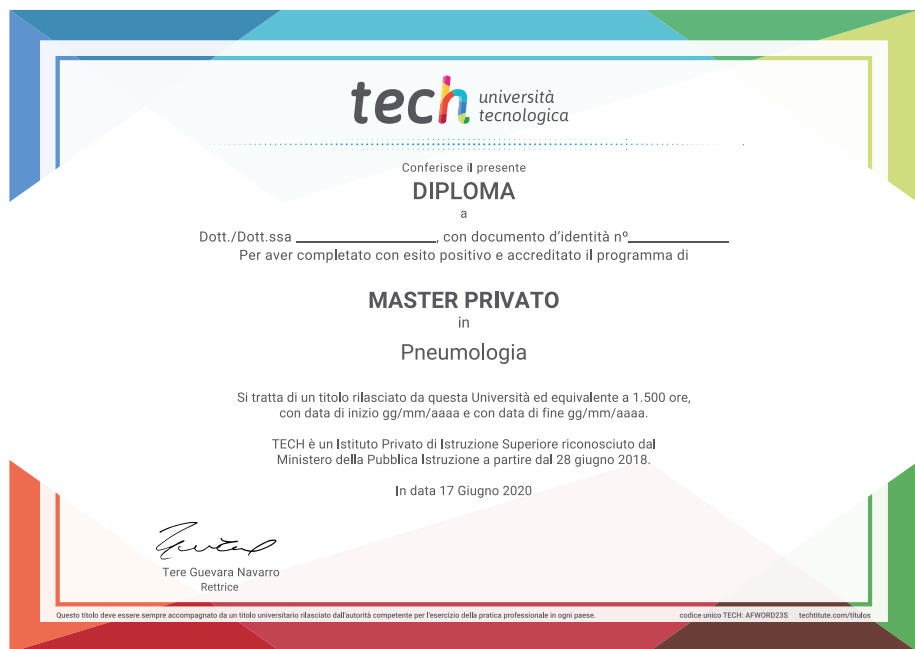 tech università
tecnologica
Conferisce il presente
DIPLOMA
a
Dott./Dott.ssa ________________, con documento d'identità nº____________
Per aver completato con esito positivo e accreditato il programma di
MASTER PRIVATO
in
Pneumologia
Si tratta di un titolo rilasciato da questa Università ed equivalente a 1.500 ore,
con data di inizio gg/mm/aaaa e con data di fine gg/mm/aaaa.
TECH è un Istituto Privato di Istruzione Superiore riconosciuto dal
Ministero della Pubblica Istruzione a partire dal 28 giugno 2018.
In data 17 Giugno 2020
Tere Guevara Navarro
Rettrice
Questo titolo deve essere sempre accompagnato da un titolo universitario rilasciato dall'autorità competente per l'esercizio della pratica professionale in ogni paese. codice unico TECH: AFWORD23S techtitute.com/títulos